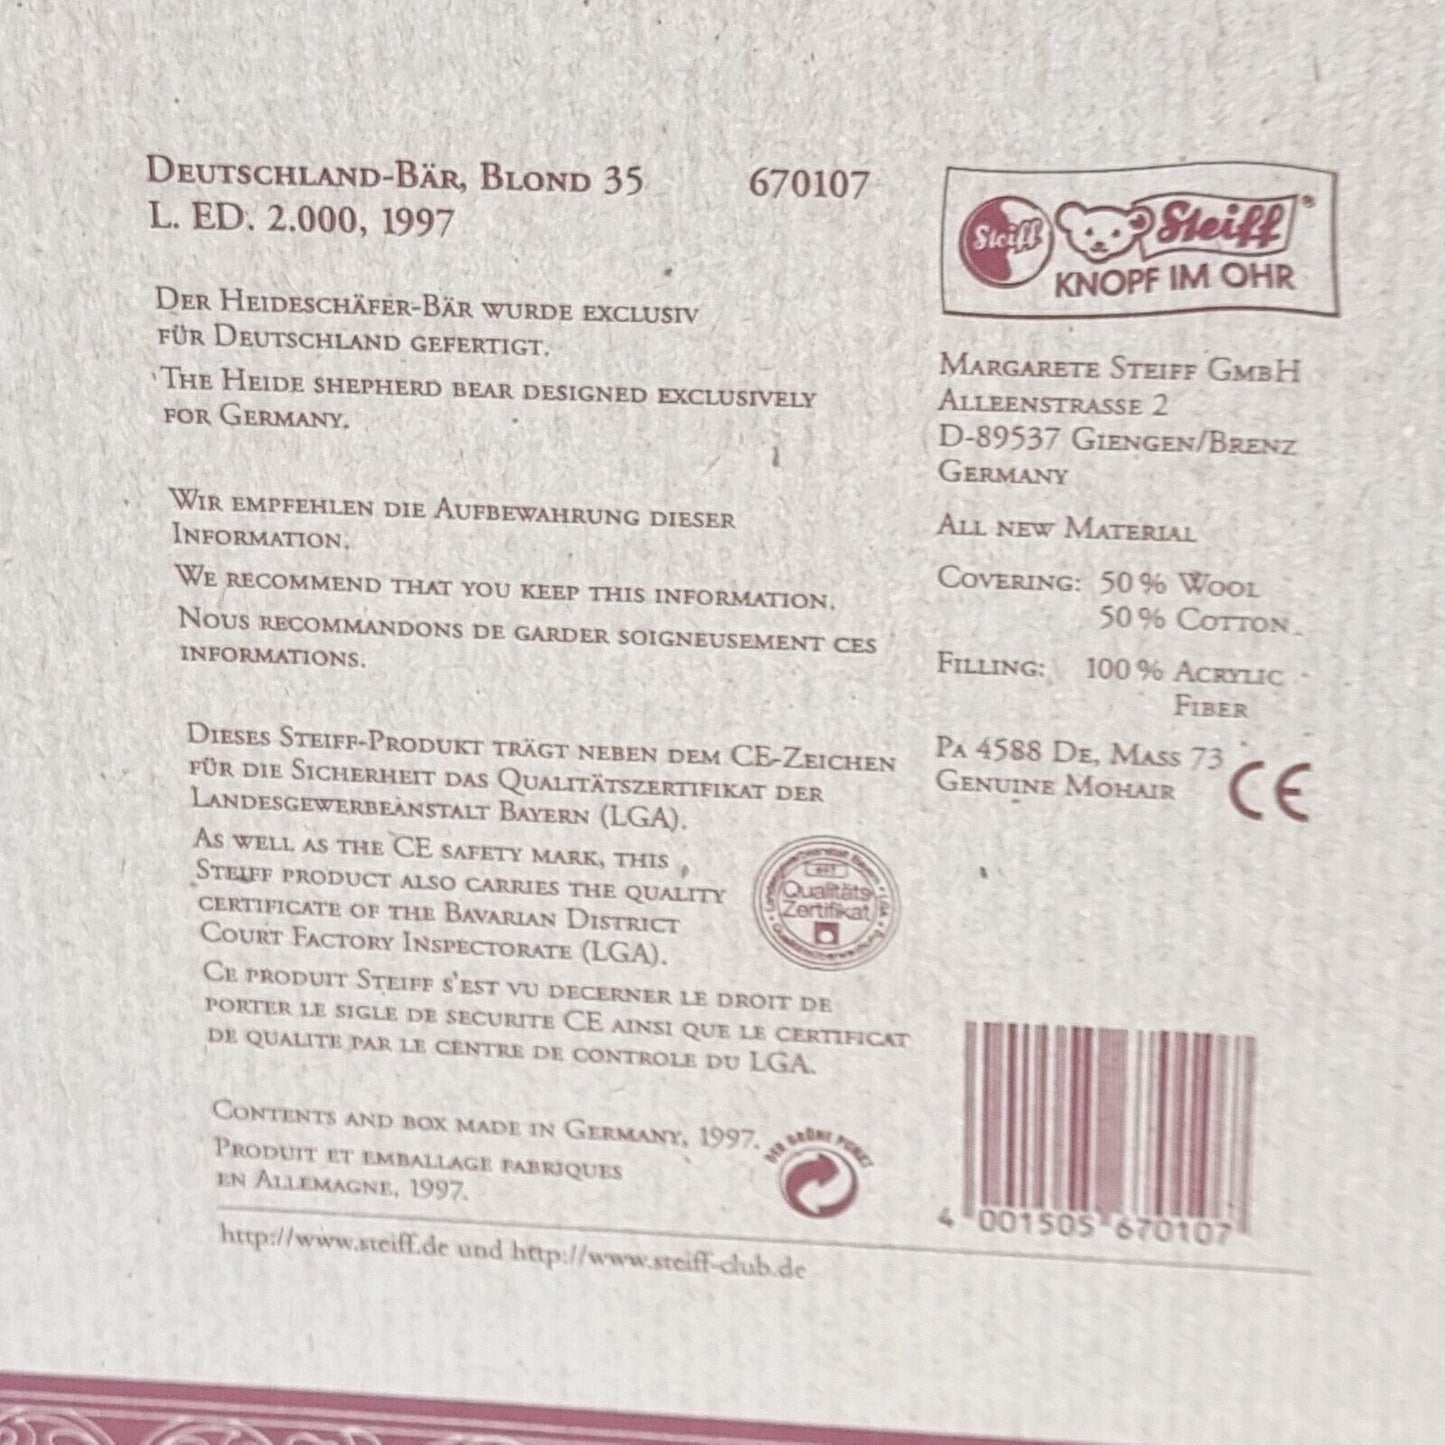 Deutschland-Bär, Blond 35 670107
L. ED. 2.000, 1997
Der Heideschäfer-Bär wurde exclusiv
für Deutschland gefertigt.
The Heide shepherd bear designed exclusively
for Germany.
Wir empfehlen die Aufbewahrung dieser
Information.
We recommend that you keep this information.
Nous recommandons de garder soigneusement ces
informations.
Dieses Steiff-Produkt trägt neben dem CE-Zeichen
für die Sicherheit das Qualitätszertifikat der
Landesgewerbeanstalt Bayern (LGA).
As well as the CE safety mark, this
Steiff product also carries the quality
certificate of the Bavarian District
Court Factory Inspectorate (LGA).
Qualitäts
Zertifikat
Ce produit Steiff s'est vu decerner le droit de
porter le sigle de securite CE ainsi que le certificat
de qualite par le centre de controle du LGA.
Contents and box made in Germany, 1997.
Produit et emballage fabriques
en Allemagne, 1997.
DER GRÜNE PUNKT
http://www.steiff.de und http://www.steiff-club.de
Steiff
Steiff®
KNOPF IM OHR
Margarete Steiff GmbH
Alleenstrasse 2
D-89537 Giengen/Brenz
Germany
All new Material
Covering: 50 % Wool
50 % Cotton
Filling: 100 % Acrylic
Fiber
Pa 4588 De, Mass 73
Genuine Mohair
CE
4 001505 670107